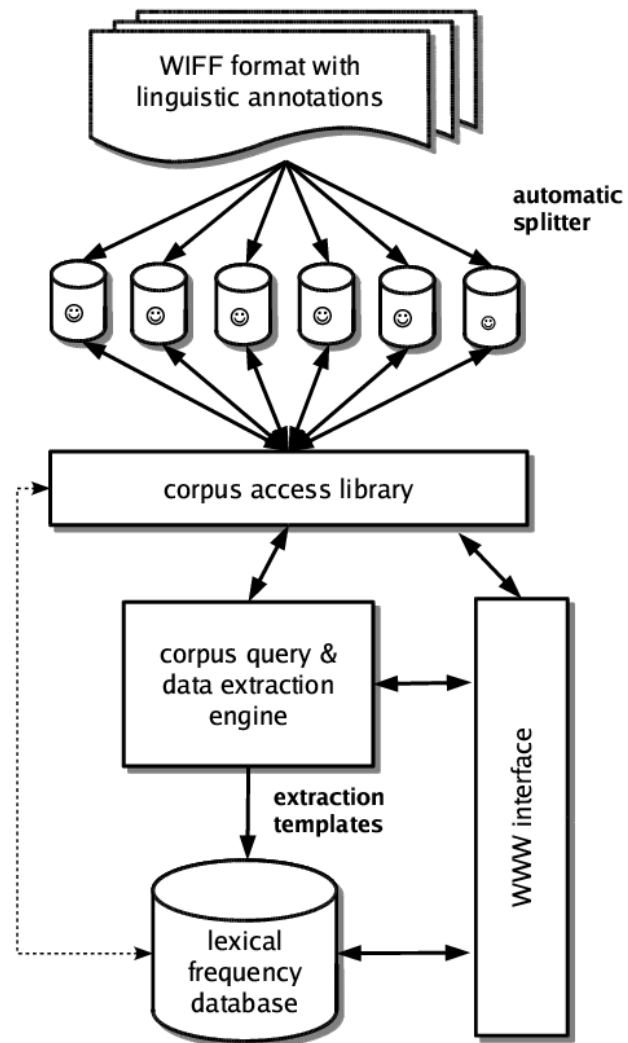 WIFF format with
linguistic annotations
automatic
splitter
corpus access library
corpus query &
data extraction
engine
WWW interface
extraction
templates
lexical
frequency
database